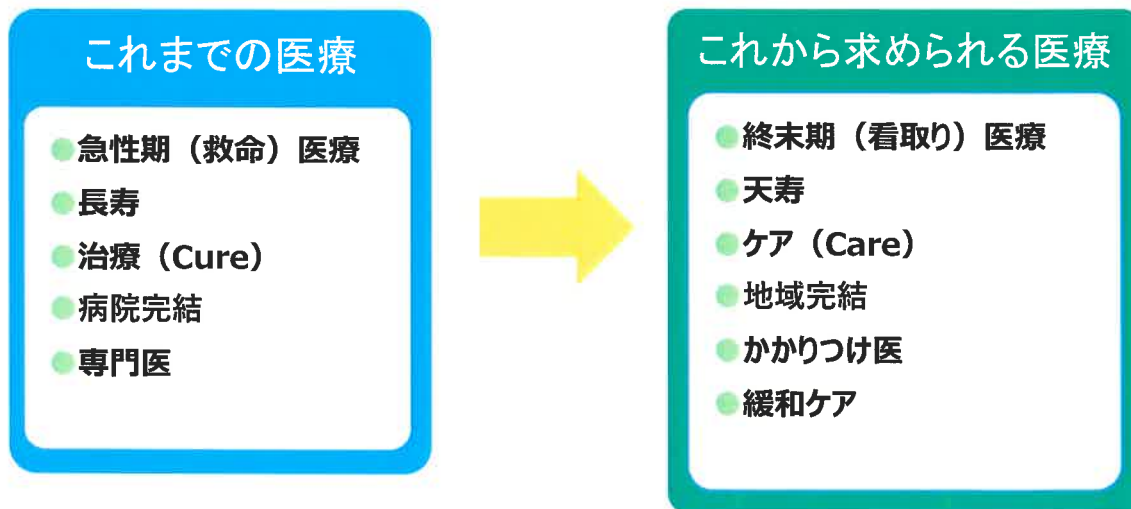 これまでの医療
急性期（救命）医療
長寿
治療（Cure）
病院完結
専門医
これから求められる医療
終末期（看取り）医療
天寿
ケア（Care）
地域完結
かかりつけ医
緩和ケア